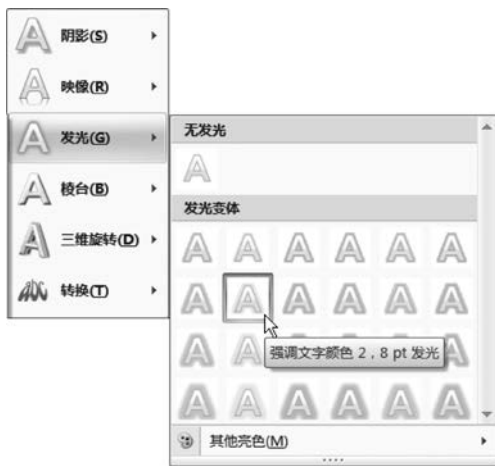 阴影(S)
映像(R)
发光(G)
棱台(B)
三维旋转(D)
转换(T)
无发光
发光变体
强调文字颜色 2，8 pt 发光
其他亮色(M)